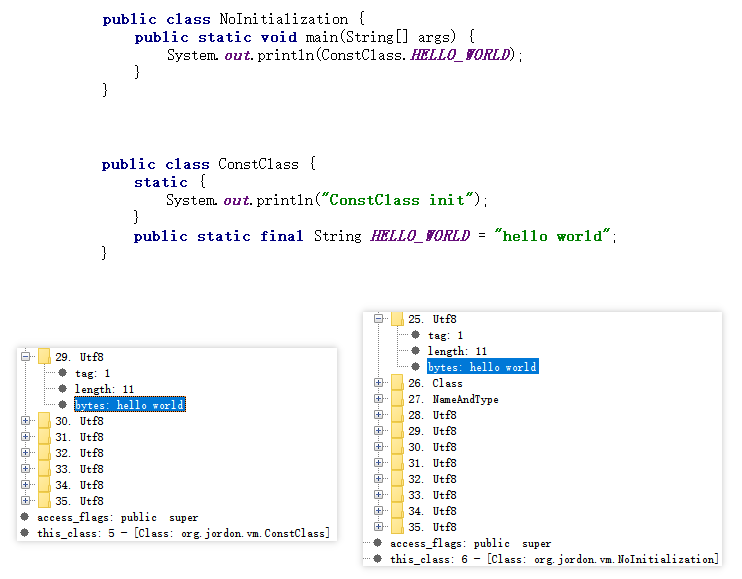 public class NoInitialization {
public static void main(String[] args) {
System.out.println(ConstClass.HELLO_WORLD);
}
}
public class ConstClass {
static {
System.out.println("ConstClass init");
}
public static final String HELLO_WORLD = "hello world";
}
29. Utf8
tag: 1
length: 11
bytes: hello world
30. Utf8
31. Utf8
32. Utf8
33. Utf8
34. Utf8
35. Utf8
access_flags: public super
this_class: 5 - [Class: org.jordon.vm.ConstClass]
25. Utf8
tag: 1
length: 11
bytes: hello world
26. Class
27. NameAndType
28. Utf8
29. Utf8
30. Utf8
31. Utf8
32. Utf8
33. Utf8
34. Utf8
35. Utf8
access_flags: public super
this_class: 6 - [Class: org.jordon.vm.NoInitialization]